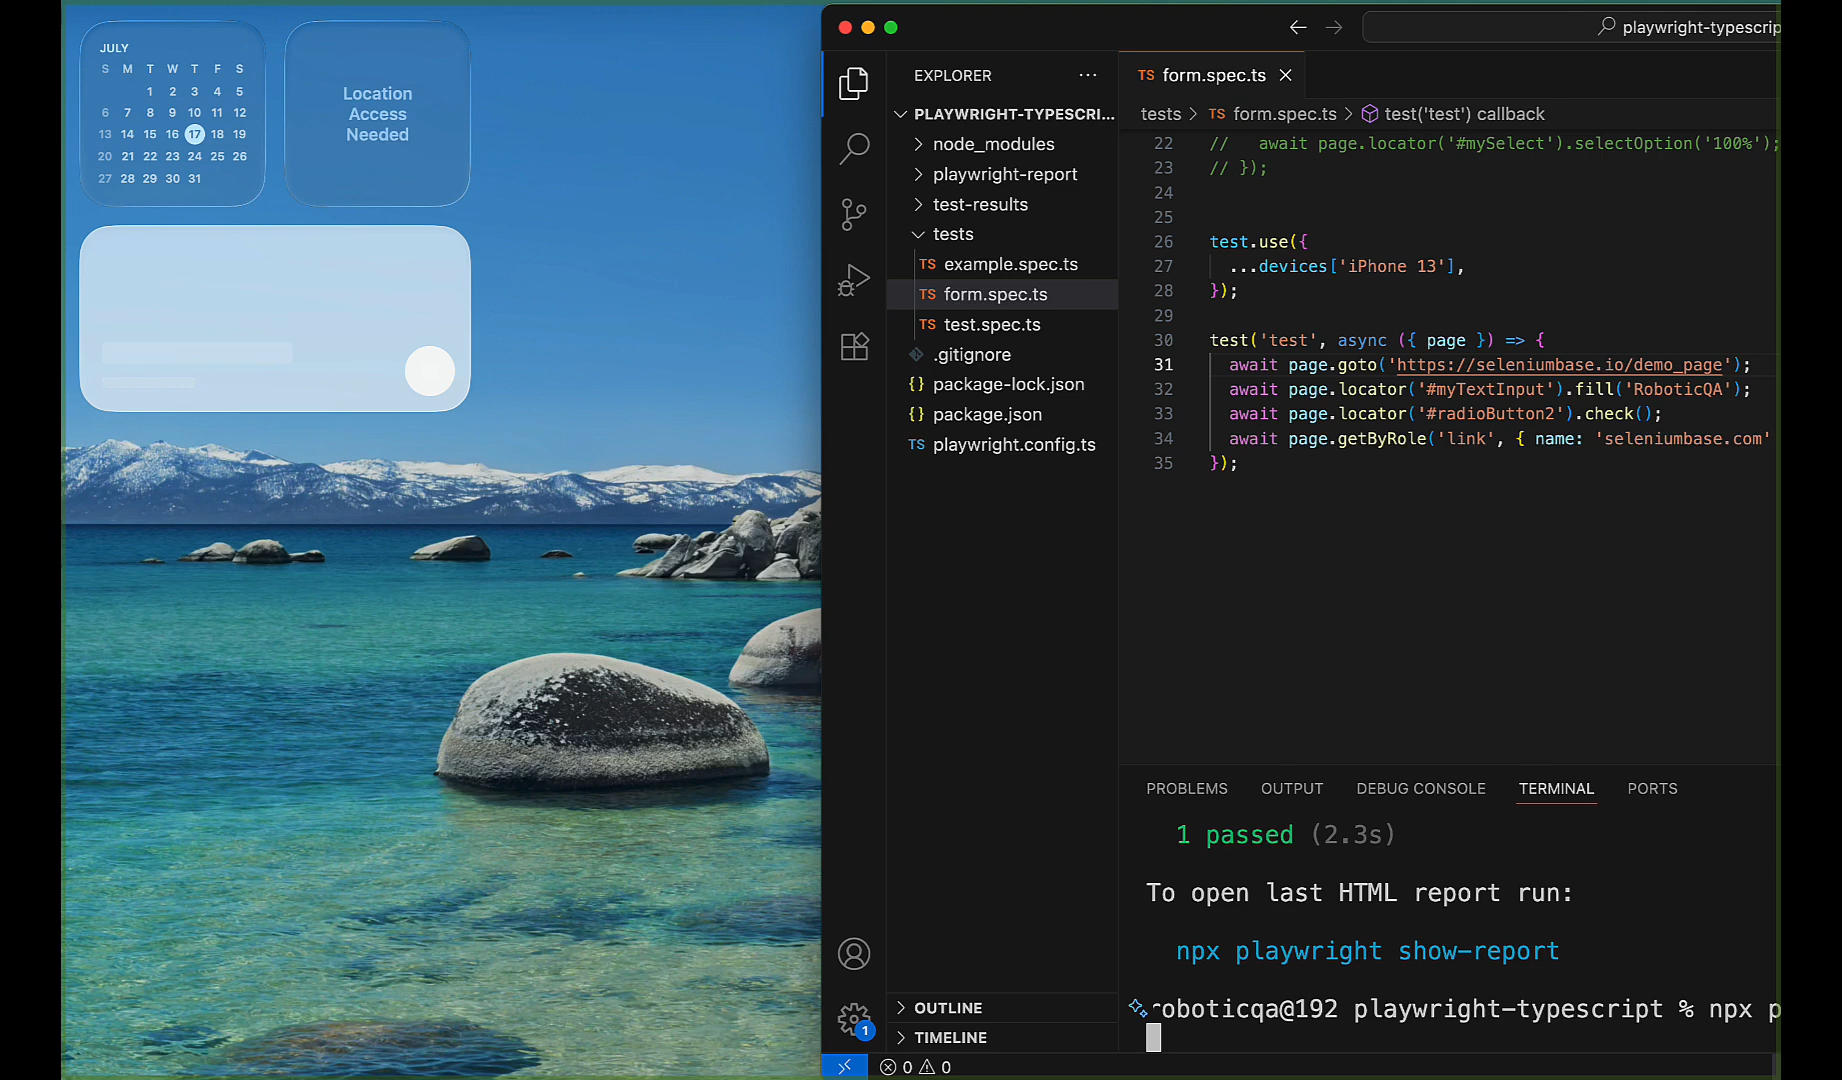 JULY
S M T W T F S
1 2 3 4 5
6 7 8 9 10 11 12
13 14 15 16 17 18 19
20 21 22 23 24 25 26
27 28 29 30 31
Location
Access
Needed
playwright-typescrip
EXPLORER
PLAYWRIGHT-TYPESCRI...
node_modules
playwright-report
test-results
tests
TS example.spec.ts
TS form.spec.ts
TS test.spec.ts
.gitignore
{} package-lock.json
{} package.json
TS playwright.config.ts
OUTLINE
TIMELINE
TS form.spec.ts
tests > TS form.spec.ts > test('test') callback
22 //   await page.locator('#mySelect').selectOption('100%');
23 // });
24
25
26 test.use({
27   ...devices['iPhone 13'],
28 });
29
30 test('test', async ({ page }) => {
31   await page.goto('https://seleniumbase.io/demo_page');
32   await page.locator('#myTextInput').fill('RoboticQA');
33   await page.locator('#radioButton2').check();
34   await page.getByRole('link', { name: 'seleniumbase.com'
35 });
PROBLEMS OUTPUT DEBUG CONSOLE TERMINAL PORTS
1 passed (2.3s)
To open last HTML report run:
npx playwright show-report
roboticqa@192 playwright-typescript % npx p
1
0 0